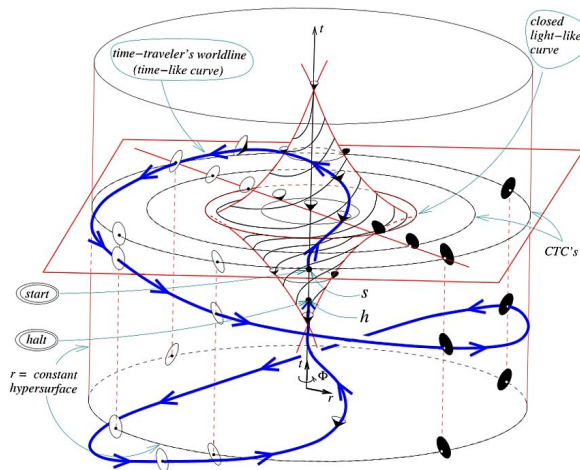 t
closed
light-like
curve
time-traveler's worldline
(time-like curve)
CTC's
start
s
halt
h
r = constant
hypersurface
t
Φ
r